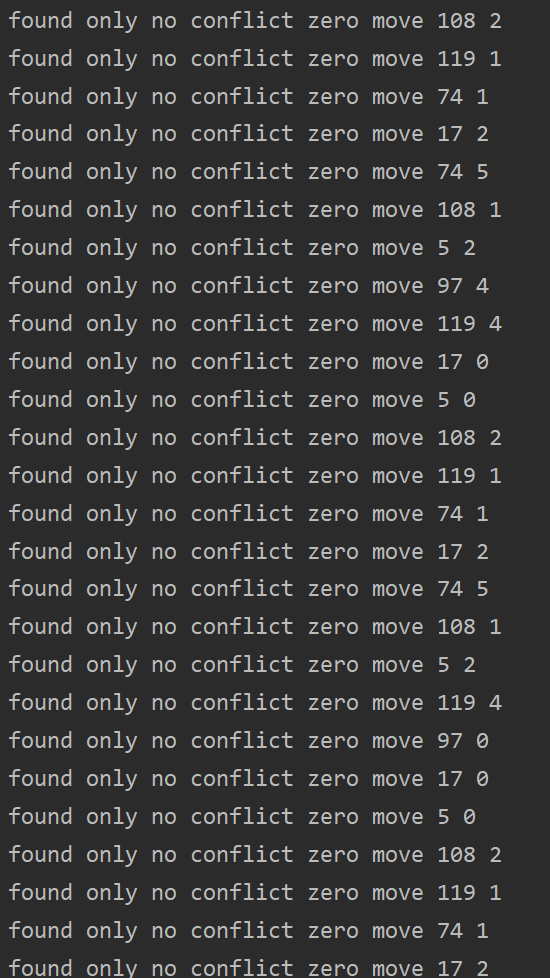 found only no conflict zero move 108 2
found only no conflict zero move 119 1
found only no conflict zero move 74 1
found only no conflict zero move 17 2
found only no conflict zero move 74 5
found only no conflict zero move 108 1
found only no conflict zero move 5 2
found only no conflict zero move 97 4
found only no conflict zero move 119 4
found only no conflict zero move 17 0
found only no conflict zero move 5 0
found only no conflict zero move 108 2
found only no conflict zero move 119 1
found only no conflict zero move 74 1
found only no conflict zero move 17 2
found only no conflict zero move 74 5
found only no conflict zero move 108 1
found only no conflict zero move 5 2
found only no conflict zero move 119 4
found only no conflict zero move 97 0
found only no conflict zero move 17 0
found only no conflict zero move 5 0
found only no conflict zero move 108 2
found only no conflict zero move 119 1
found only no conflict zero move 74 1
found only no conflict zero move 17 2